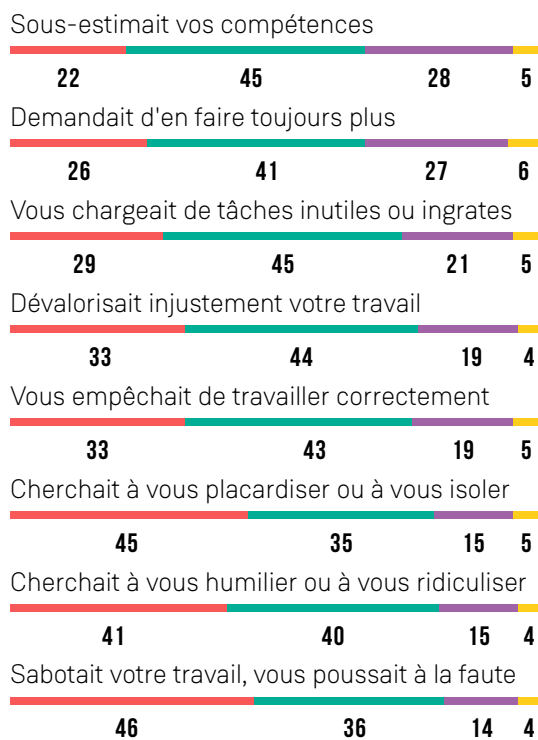 Sous-estimait vos compétences
22 45 28 5
Demandait d'en faire toujours plus
26 41 27 6
Vous chargeait de tâches inutiles ou ingrates
29 45 21 5
Dévalorisait injustement votre travail
33 44 19 4
Vous empêchait de travailler correctement
33 43 19 5
Cherchait à vous placardiser ou à vous isoler
45 35 15 5
Cherchait à vous humilier ou à vous ridiculiser
41 40 15 4
Sabotait votre travail, vous poussait à la faute
46 36 14 4